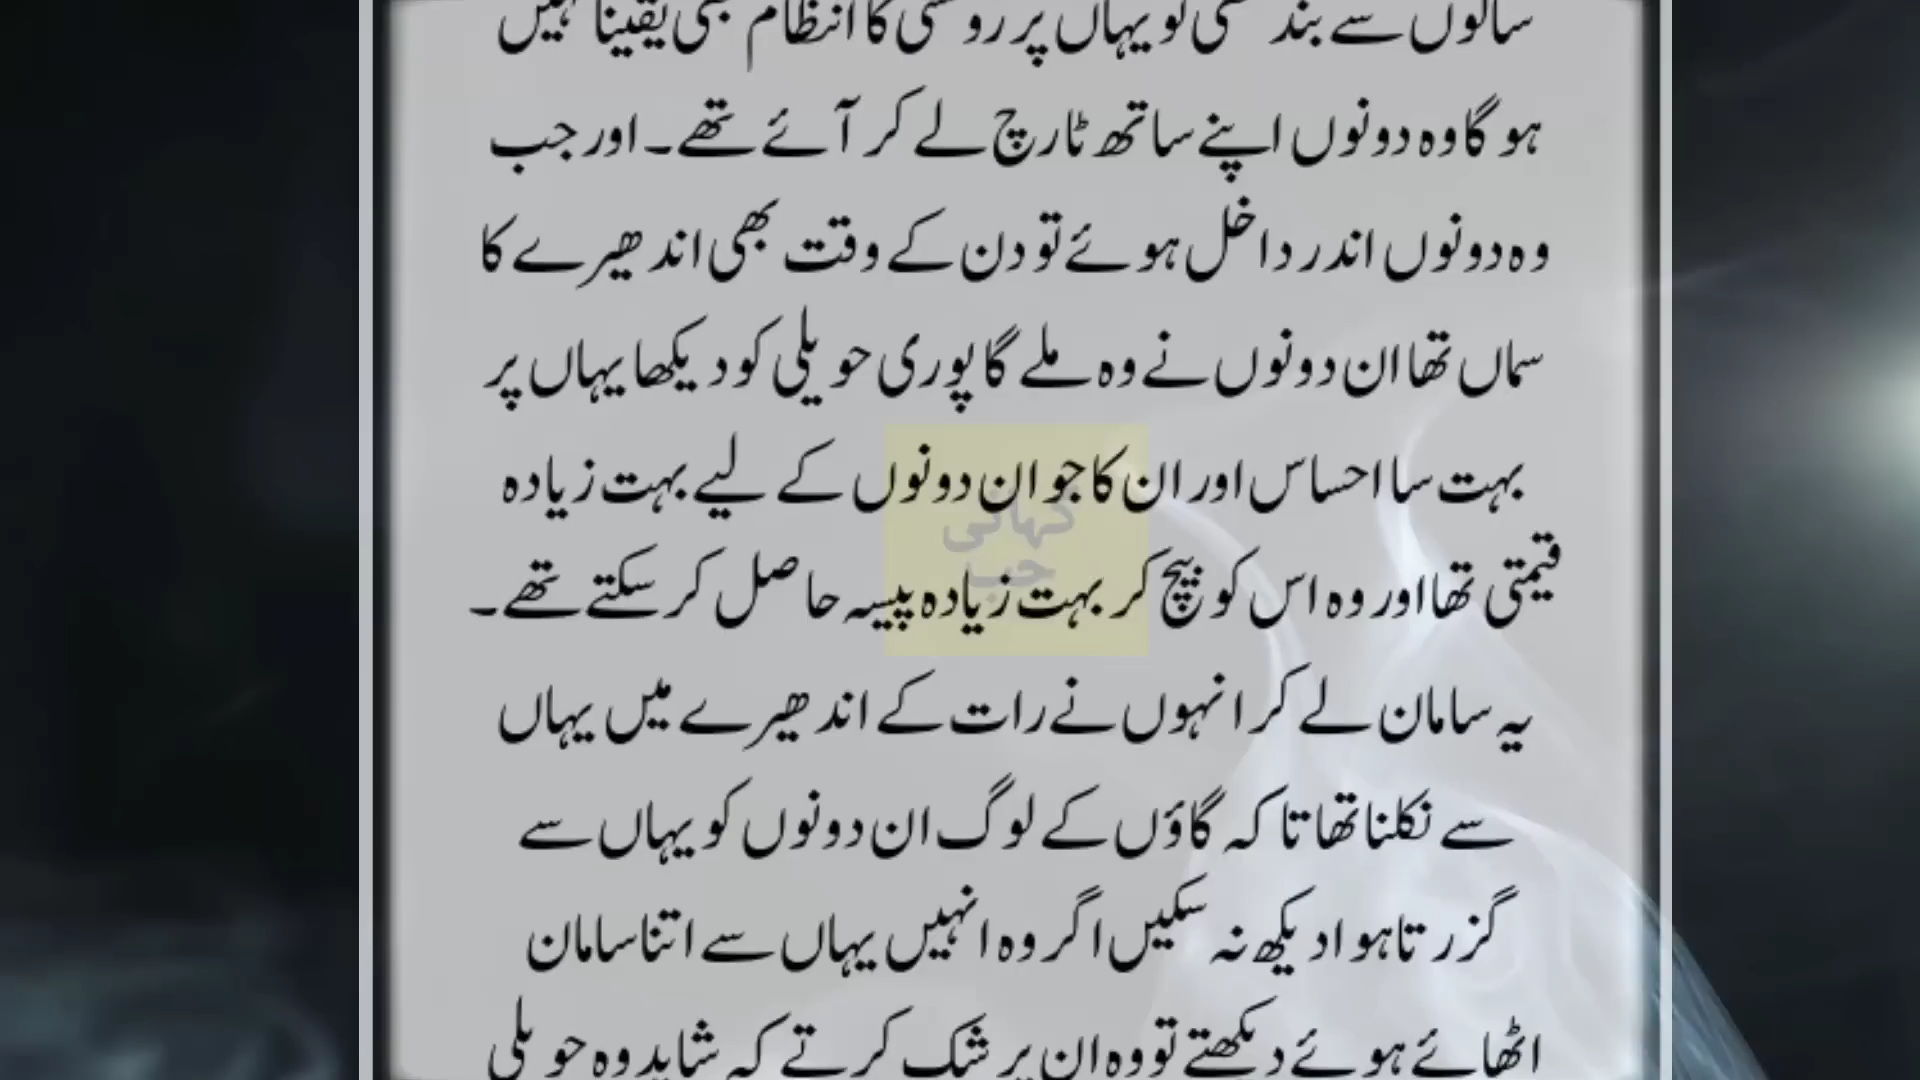 سالوں سے بند تھی تو یہاں پر روشنی کا انتظام بھی یقینا نہیں
ہو گا وہ دونوں اپنے ساتھ ٹارچ لے کر آئے تھے۔ اور جب
وہ دونوں اندر داخل ہوئے تو دن کے وقت بھی اندھیرے کا
سماں تھا ان دونوں نے وہ ملے گا پوری حویلی کو دیکھا یہاں پر
بہت سا احساس اور ان کا جو ان دونوں کے لیے بہت زیادہ
قیمتی تھا اور وہ اس کو بیچ کر بہت زیادہ پیسہ حاصل کر سکتے تھے۔
یہ سامان لے کر انہوں نے رات کے اندھیرے میں یہاں
سے نکلنا تھا تا کہ گاؤں کے لوگ ان دونوں کو یہاں سے
گزرتا ہوا دیکھ نہ سکیں اگر وہ انہیں یہاں سے اتنا سامان
اٹھائے ہوئے دیکھتے تو وہ ان پر شک کرتے کہ شاید وہ حویلی
کہانی
جب